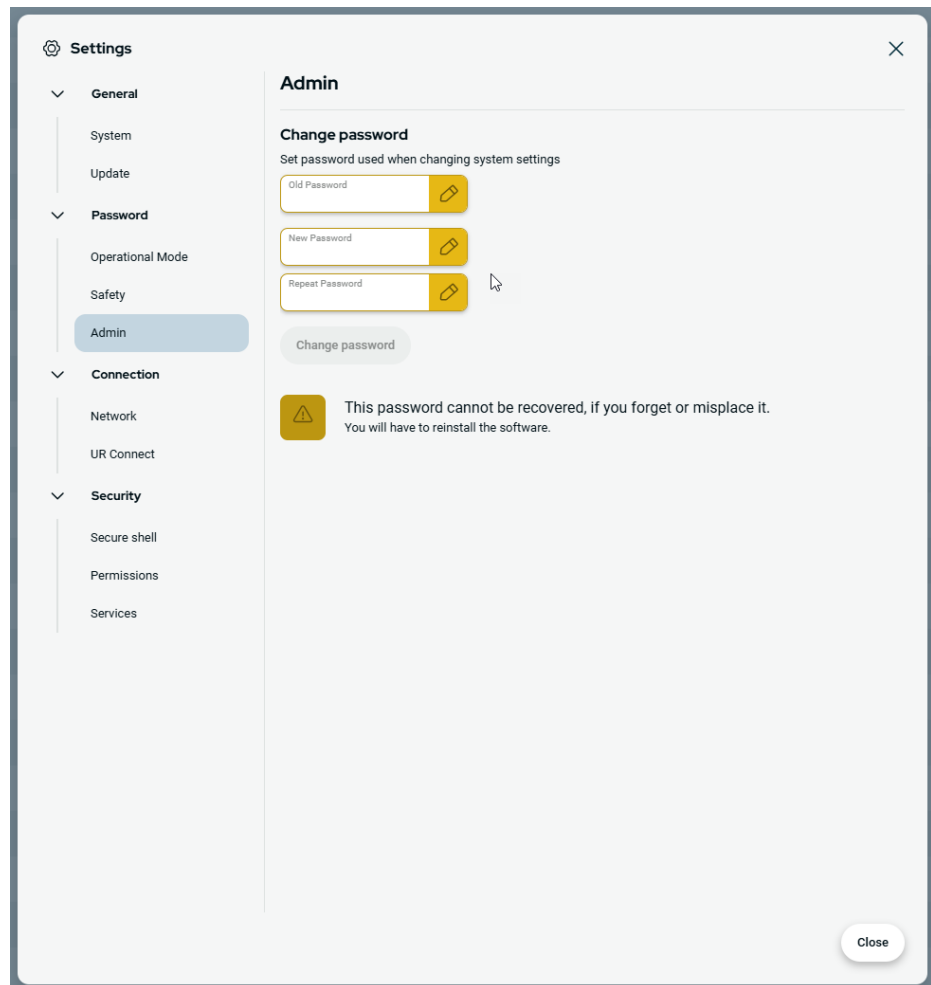 Settings
General
System
Update
Password
Operational Mode
Safety
Admin
Connection
Network
UR Connect
Security
Secure shell
Permissions
Services
Admin
Change password
Set password used when changing system settings
Old Password
New Password
Repeat Password
Change password
This password cannot be recovered, if you forget or misplace it.
You will have to reinstall the software.
Close